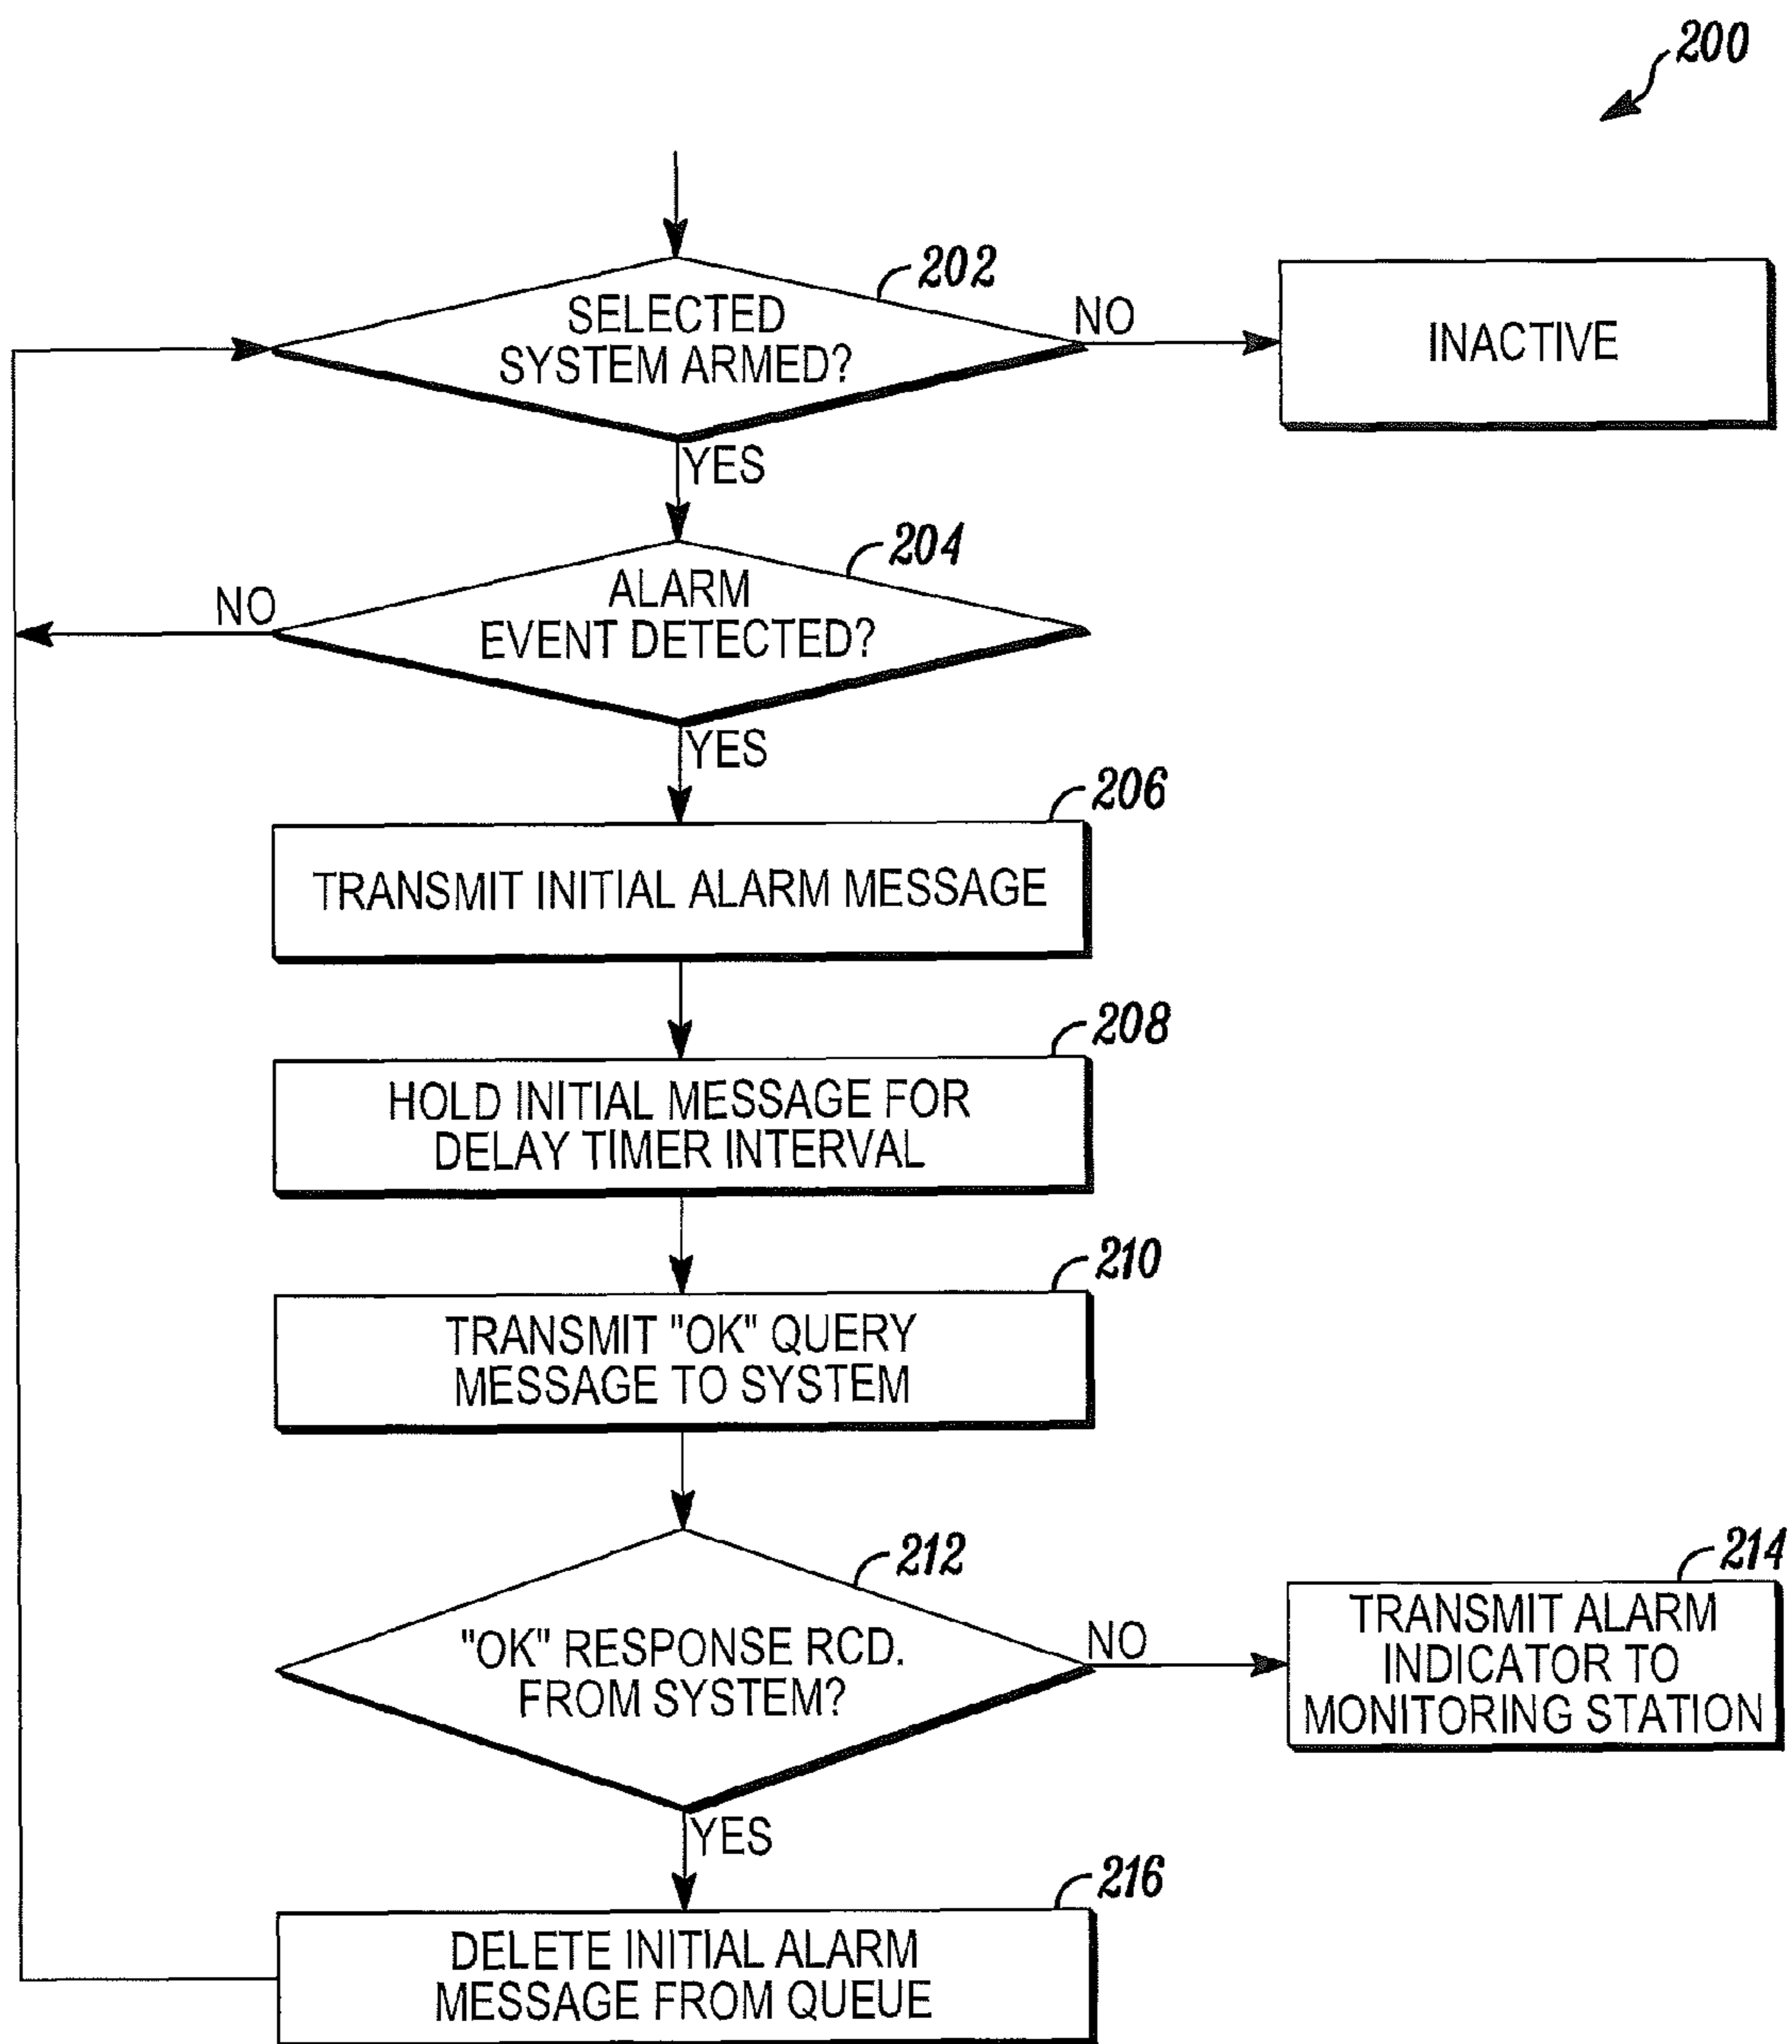 200
202
SELECTED
SYSTEM ARMED?
NO
INACTIVE
YES
204
ALARM
EVENT DETECTED?
NO
YES
206
TRANSMIT INITIAL ALARM MESSAGE
208
HOLD INITIAL MESSAGE FOR
DELAY TIMER INTERVAL
210
TRANSMIT "OK" QUERY
MESSAGE TO SYSTEM
212
"OK" RESPONSE RCD.
FROM SYSTEM?
NO
214
TRANSMIT ALARM
INDICATOR TO
MONITORING STATION
YES
216
DELETE INITIAL ALARM
MESSAGE FROM QUEUE